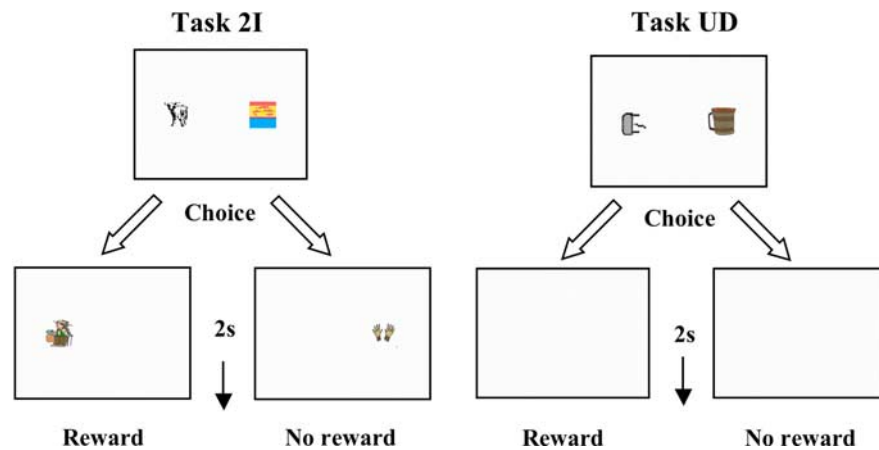 Task 2I
Task UD
Choice
Choice
2s
2s
Reward
No reward
Reward
No reward